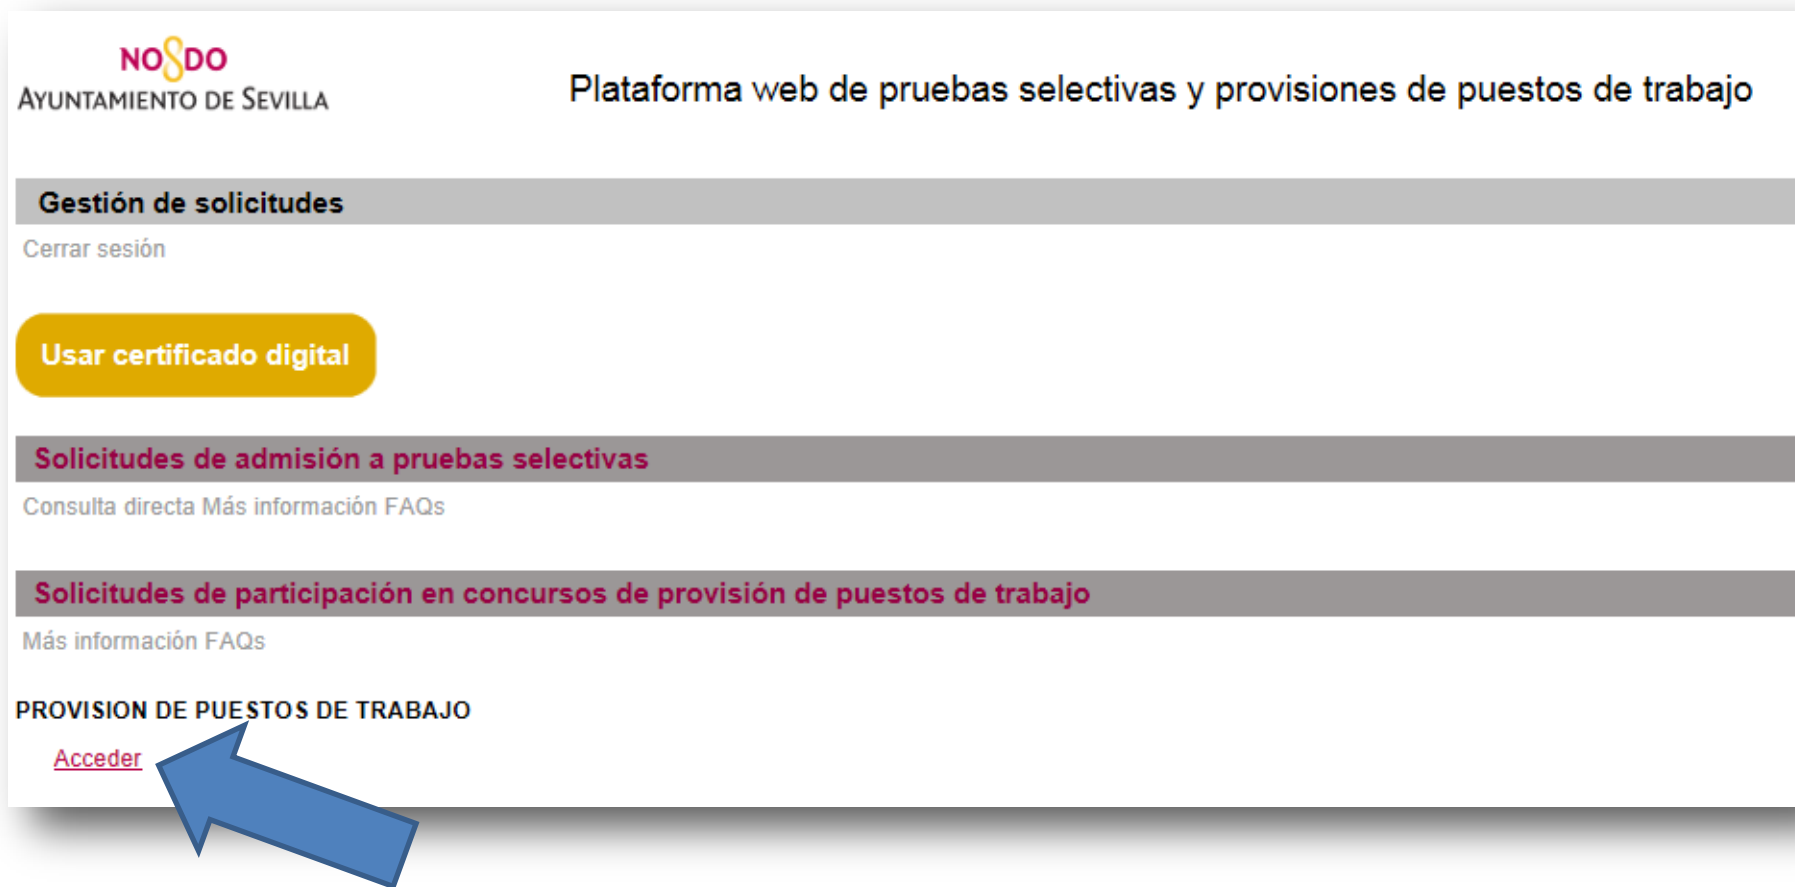 NO8DO
AYUNTAMIENTO DE SEVILLA
Plataforma web de pruebas selectivas y provisiones de puestos de trabajo
Gestión de solicitudes
Cerrar sesión
Usar certificado digital
Solicitudes de admisión a pruebas selectivas
Consulta directa Más información FAQs
Solicitudes de participación en concursos de provisión de puestos de trabajo
Más información FAQs
PROVISION DE PUESTOS DE TRABAJO
Acceder